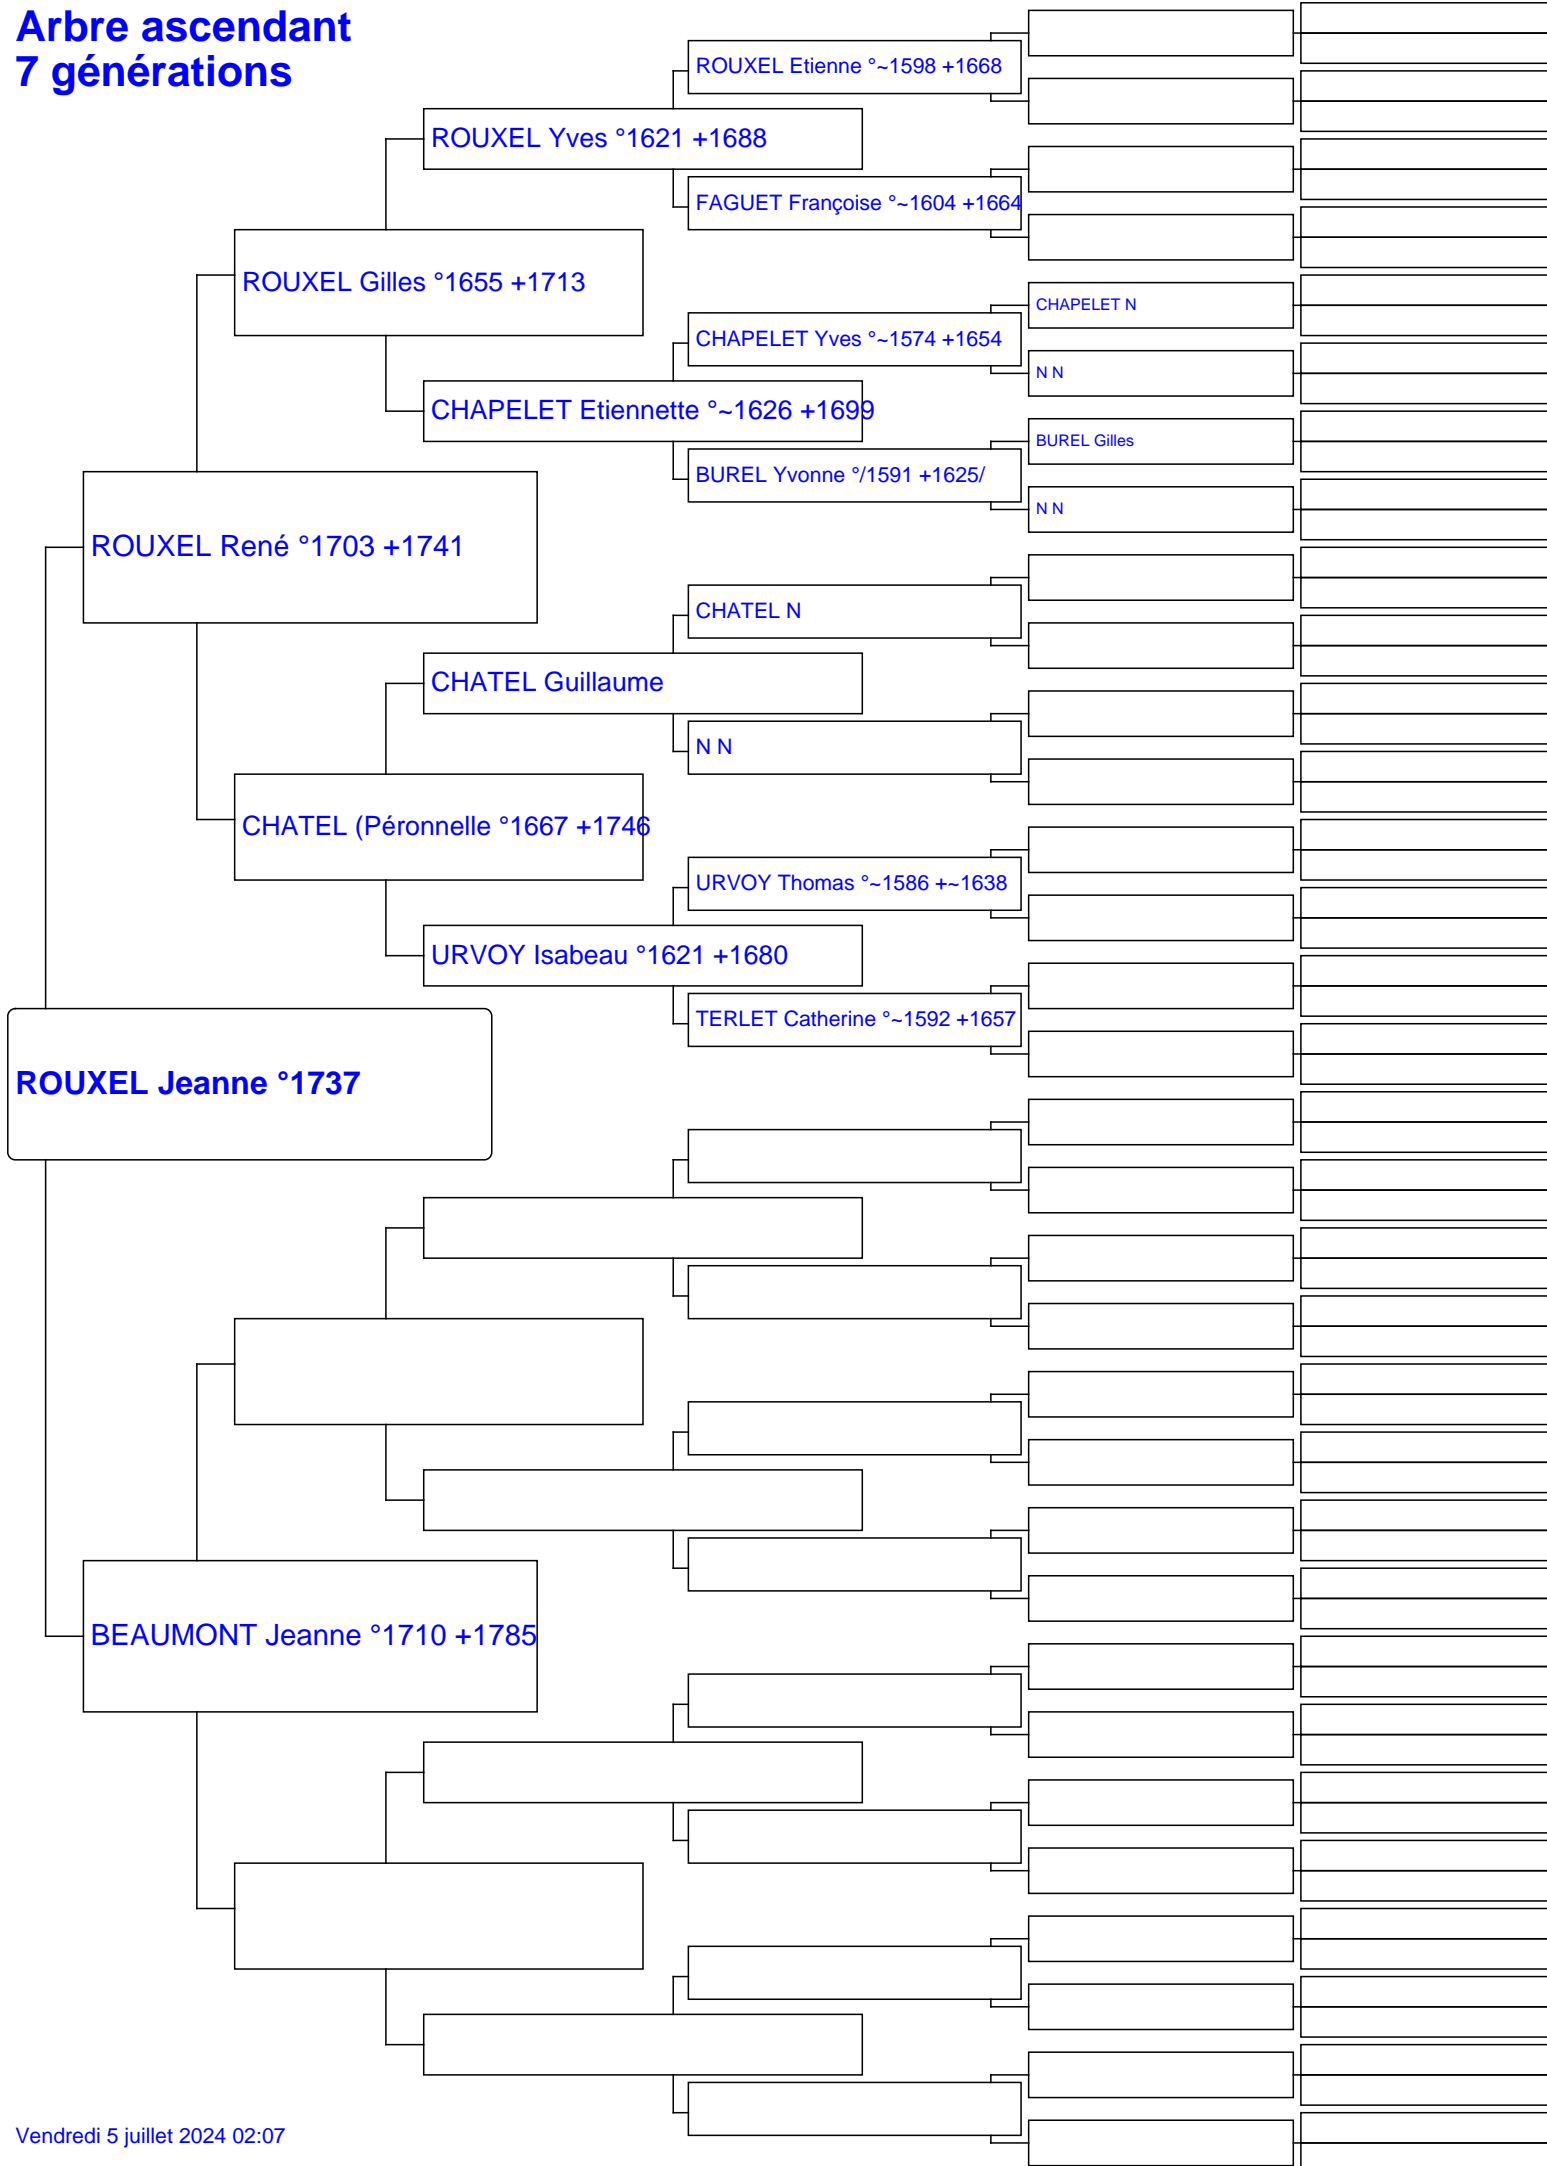 Arbre ascendant
7 générations
ROUXEL Etienne °~1598 +1668
ROUXEL Yves °1621 +1688
FAGUET Françoise °~1604 +1664
ROUXEL Gilles °1655 +1713
CHAPELET N
CHAPELET Yves °~1574 +1654
N N
CHAPELET Etiennette °~1626 +1699
BUREL Gilles
BUREL Yvonne °/1591 +1625/
N N
ROUXEL René °1703 +1741
CHATEL N
CHATEL Guillaume
N N
CHATEL (Péronnelle °1667 +1746
URVOY Thomas °~1586 +~1638
URVOY Isabeau °1621 +1680
TERLET Catherine °~1592 +1657
ROUXEL Jeanne °1737
BEAUMONT Jeanne °1710 +1785
Vendredi 5 juillet 2024 02:07